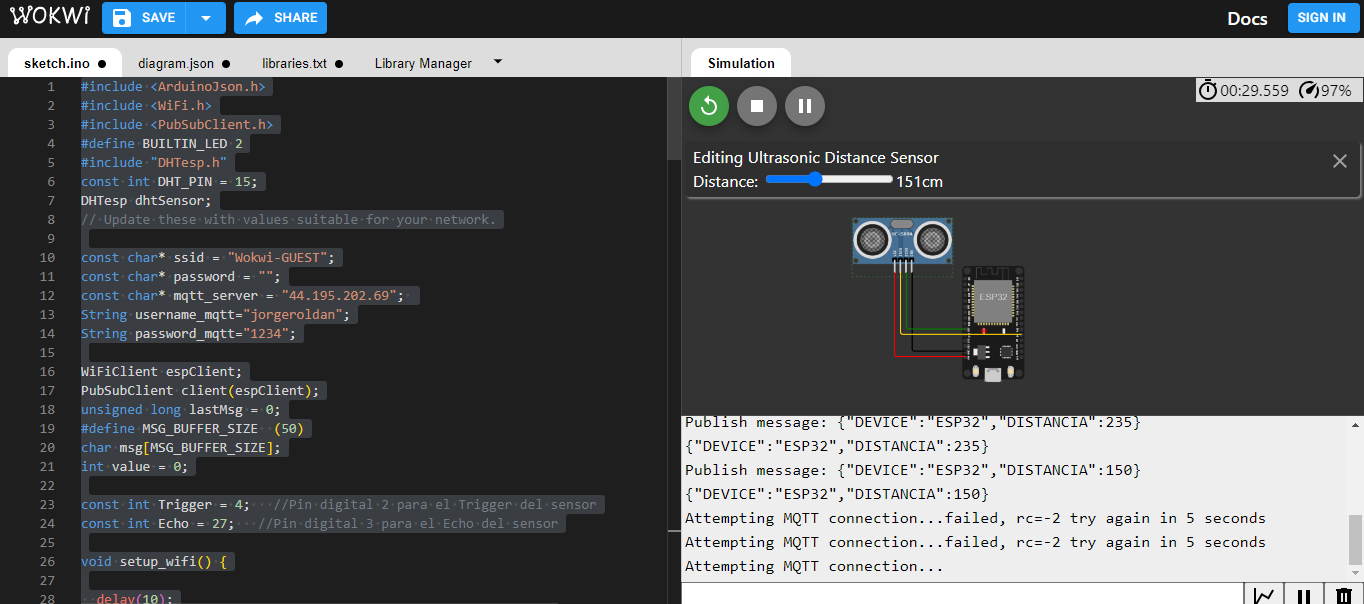 WOKWi
SAVE
SHARE
Docs
SIGN IN
sketch.ino ●
diagram.json ●
libraries.txt ●
Library Manager
1 #include <ArduinoJson.h>
2 #include <WiFi.h>
3 #include <PubSubClient.h>
4 #define BUILTIN_LED 2
5 #include "DHTesp.h"
6 const int DHT_PIN = 15;
7 DHTesp dhtSensor;
8 // Update these with values suitable for your network.
9
10 const char* ssid = "Wokwi-GUEST";
11 const char* password = "";
12 const char* mqtt_server = "44.195.202.69";
13 String username_mqtt="jorgeroldan";
14 String password_mqtt="1234";
15
16 WiFiClient espClient;
17 PubSubClient client(espClient);
18 unsigned long lastMsg = 0;
19 #define MSG_BUFFER_SIZE  (50)
20 char msg[MSG_BUFFER_SIZE];
21 int value = 0;
22
23 const int Trigger = 4;   //Pin digital 2 para el Trigger del sensor
24 const int Echo = 27;   //Pin digital 3 para el Echo del sensor
25
26 void setup_wifi() {
27
28   delay(10);
Simulation
00:29.559 97%
Editing Ultrasonic Distance Sensor
Distance: 151cm
ESP32
Publish message: {"DEVICE":"ESP32","DISTANCIA":235}
{"DEVICE":"ESP32","DISTANCIA":235}
Publish message: {"DEVICE":"ESP32","DISTANCIA":150}
{"DEVICE":"ESP32","DISTANCIA":150}
Attempting MQTT connection...failed, rc=-2 try again in 5 seconds
Attempting MQTT connection...failed, rc=-2 try again in 5 seconds
Attempting MQTT connection...